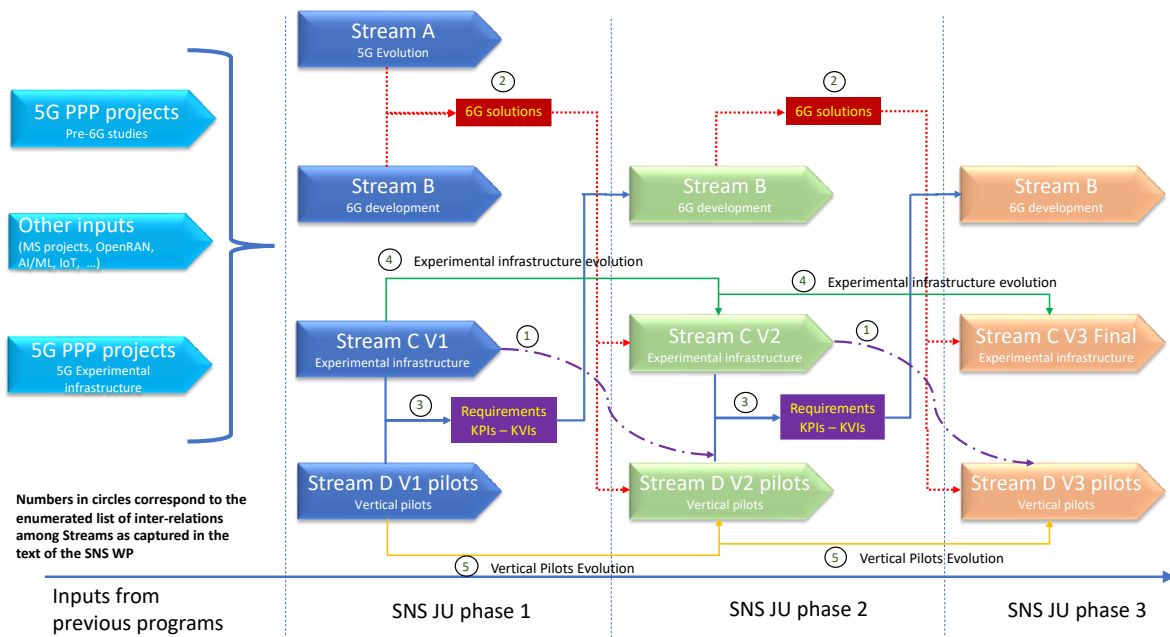 Stream A
5G Evolution
2
6G solutions
2
6G solutions
5G PPP projects
Pre-6G studies
Stream B
6G development
Stream B
6G development
Stream B
6G development
Other inputs
(MS projects, OpenRAN,
AI/ML, IoT, ...)
4 Experimental infrastructure evolution
4 Experimental infrastructure evolution
5G PPP projects
5G Experimental
infrastructure
Stream C V1
Experimental infrastructure
1
Stream C V2
Experimental infrastructure
1
Stream C V3 Final
Experimental infrastructure
3
Requirements
KPIs – KVIs
3
Requirements
KPIs – KVIs
Stream D V1 pilots
Vertical pilots
Stream D V2 pilots
Vertical pilots
Stream D V3 pilots
Vertical pilots
Numbers in circles correspond to the
enumerated list of inter-relations
among Streams as captured in the
text of the SNS WP
5 Vertical Pilots Evolution
5 Vertical Pilots Evolution
Inputs from
previous programs
SNS JU phase 1
SNS JU phase 2
SNS JU phase 3